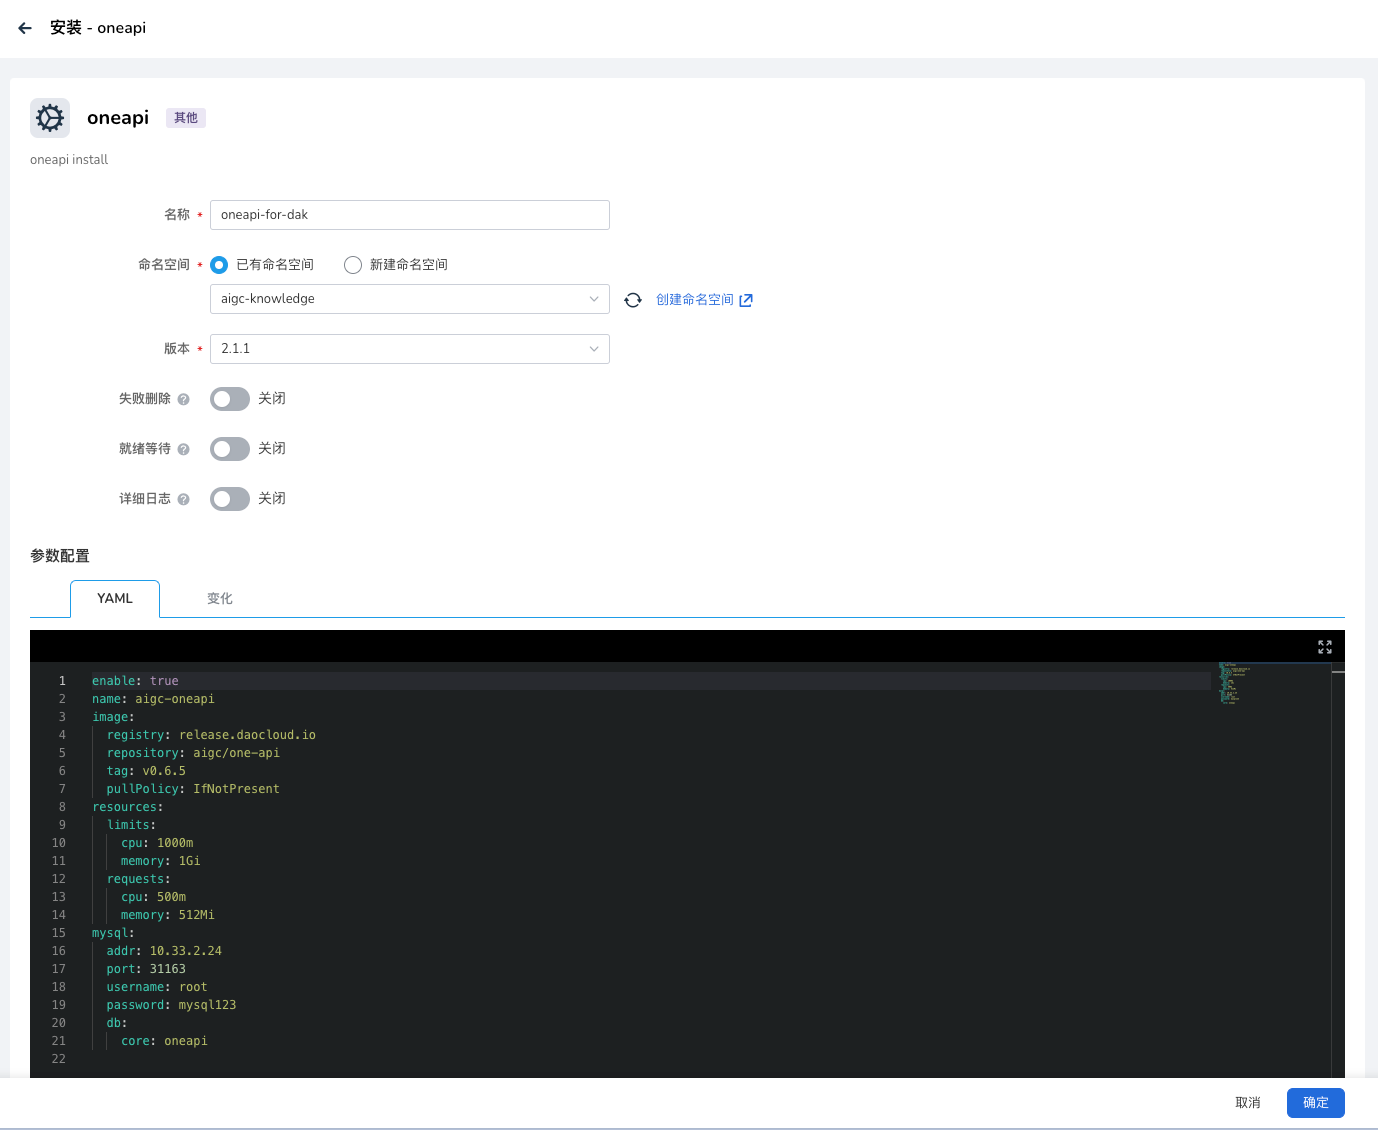 安装 - oneapi
oneapi 其他
oneapi install
名称 * oneapi-for-dak
命名空间 * 已有命名空间 新建命名空间
aigc-knowledge 创建命名空间
版本 * 2.1.1
失败删除 ? 关闭
就绪等待 ? 关闭
详细日志 ? 关闭
参数配置
YAML 变化
1 enable: true
2 name: aigc-oneapi
3 image:
4 registry: release.daocloud.io
5 repository: aigc/one-api
6 tag: v0.6.5
7 pullPolicy: IfNotPresent
8 resources:
9 limits:
10 cpu: 1000m
11 memory: 1Gi
12 requests:
13 cpu: 500m
14 memory: 512Mi
15 mysql:
16 addr: 10.33.2.24
17 port: 31163
18 username: root
19 password: mysql123
20 db:
21 core: oneapi
22
取消 确定